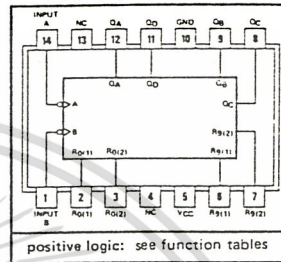 INPUT A NC QA QD GND QB QC
14 13 12 11 10 9 8
QA QD QB
A QC
B R9(2)
R0(1) R0(2) R9(1)
1 2 3 4 5 6 7
INPUT B R0(1) R0(2) NC VCC R9(1) R9(2)
positive logic: see function tables